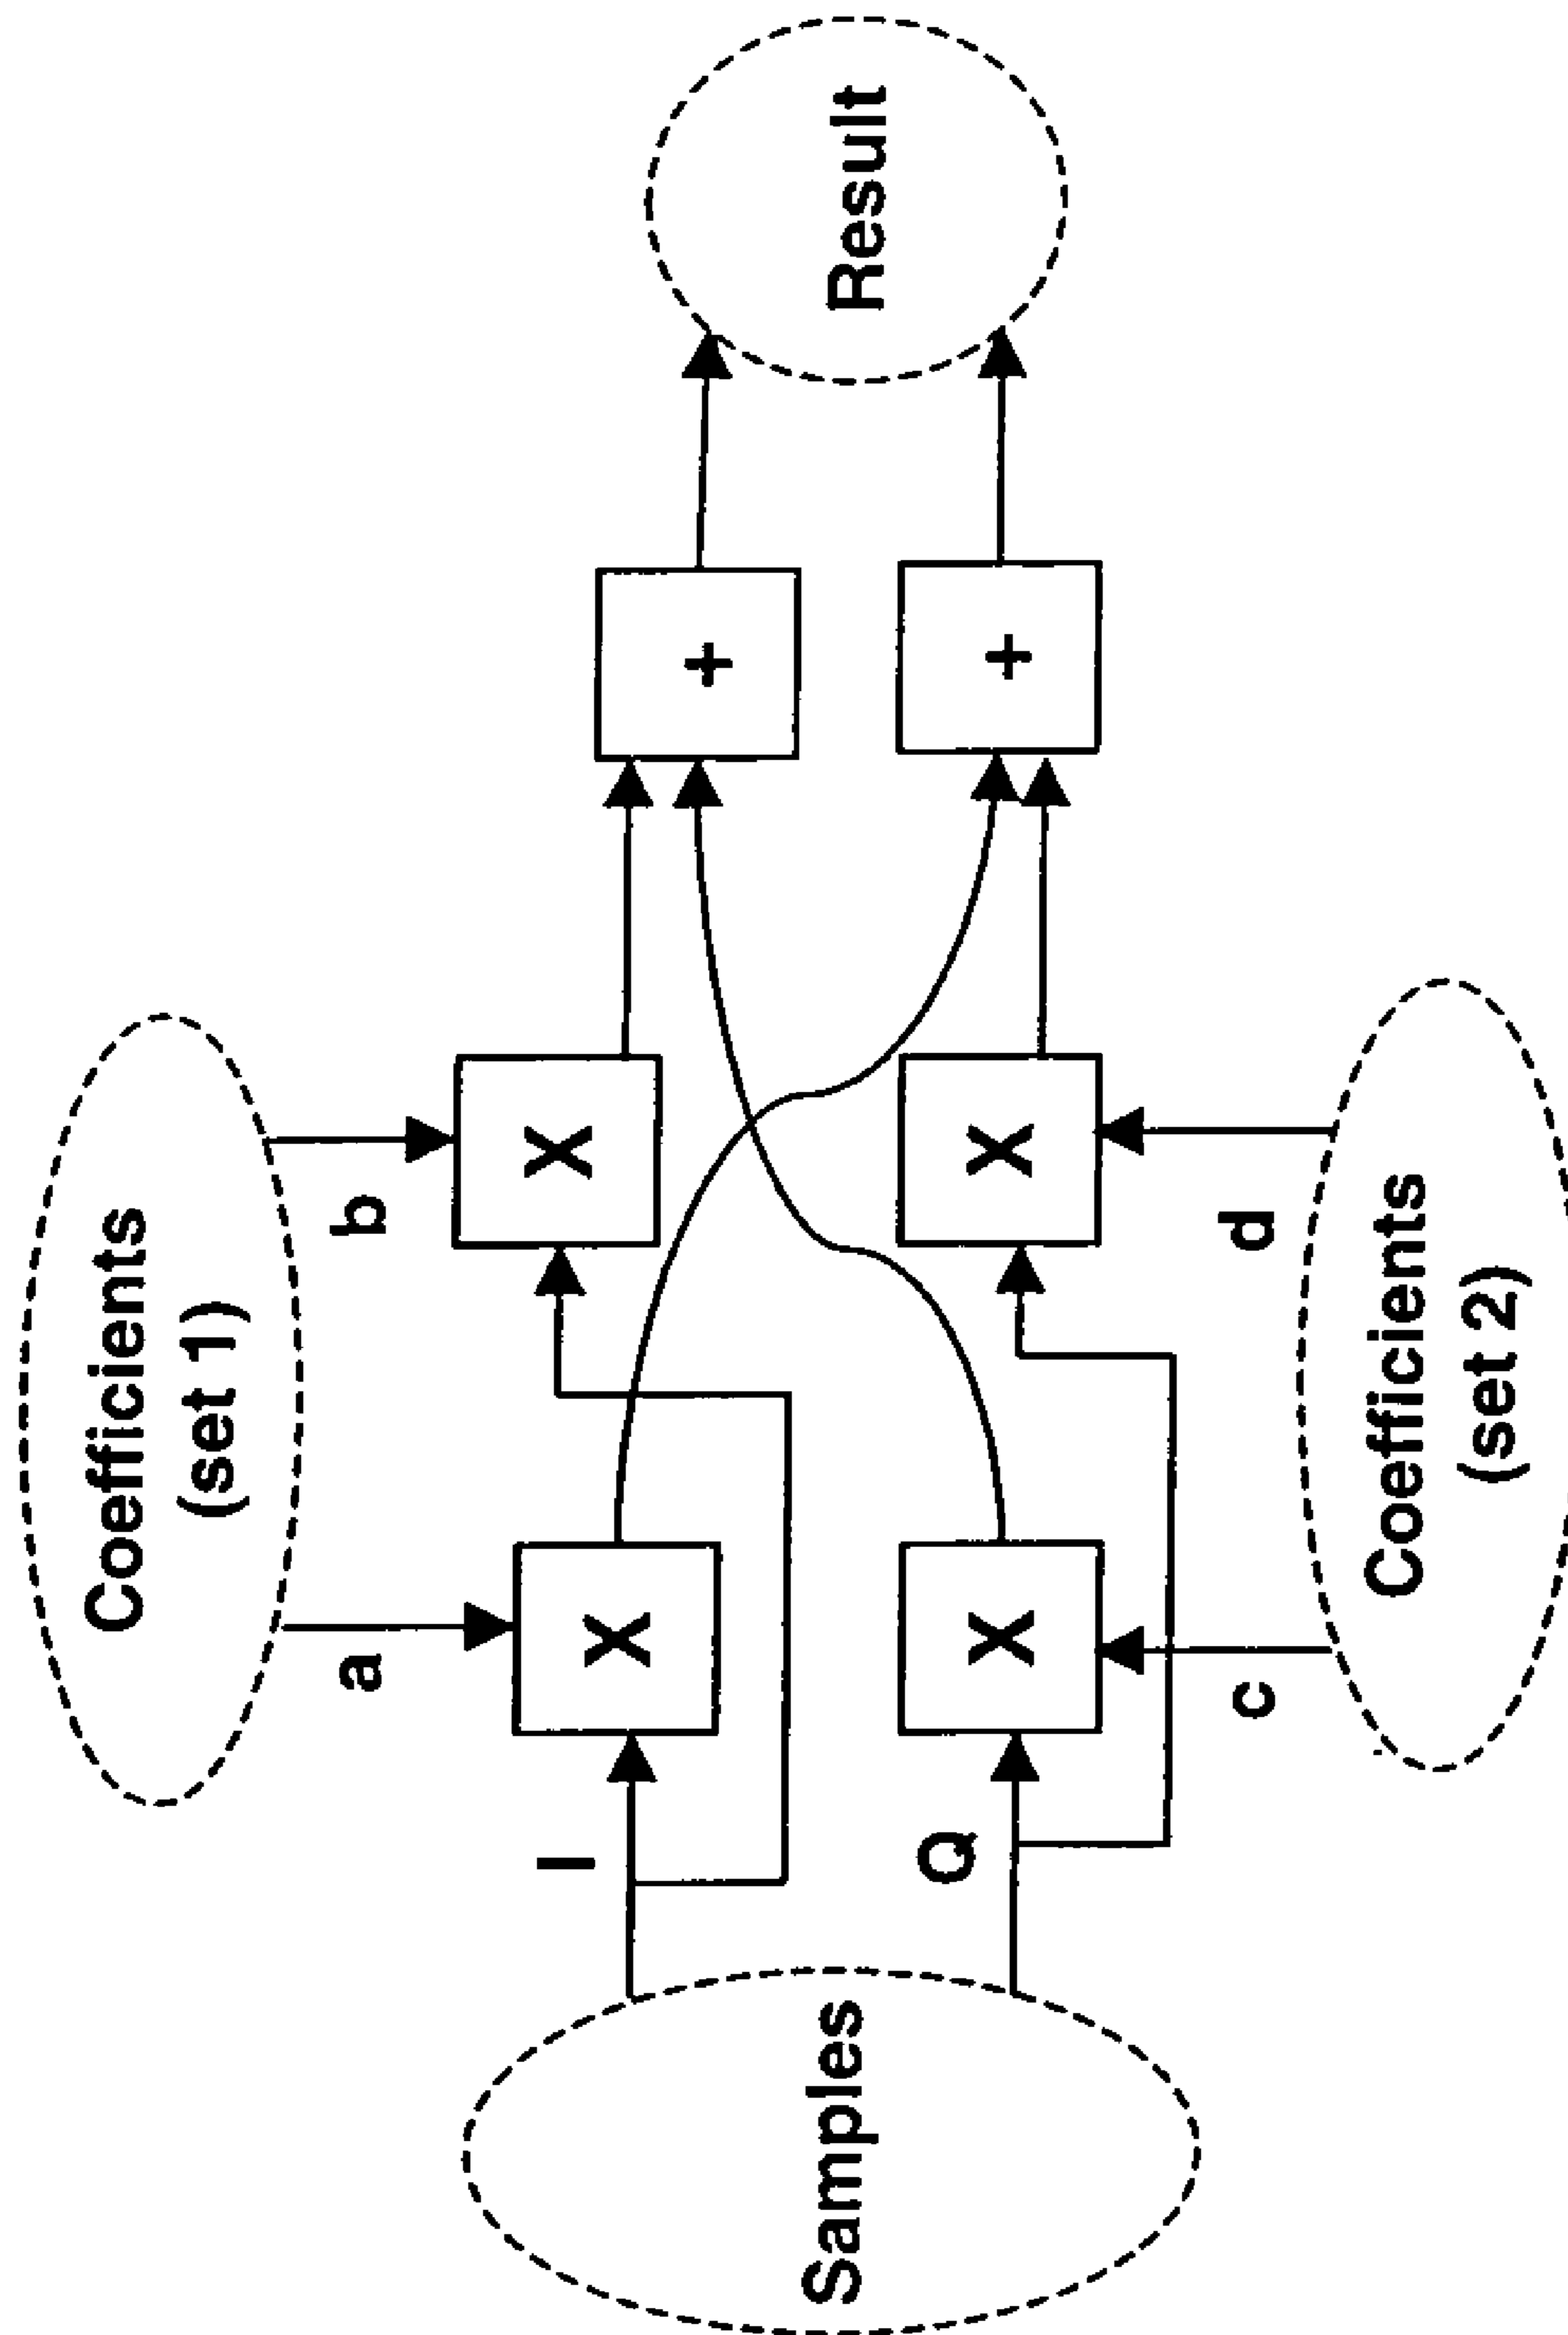 Coefficients
(set 1)
a
b
Samples
I
Q
X
X
X
X
+
+
Result
c
d
Coefficients
(set 2)